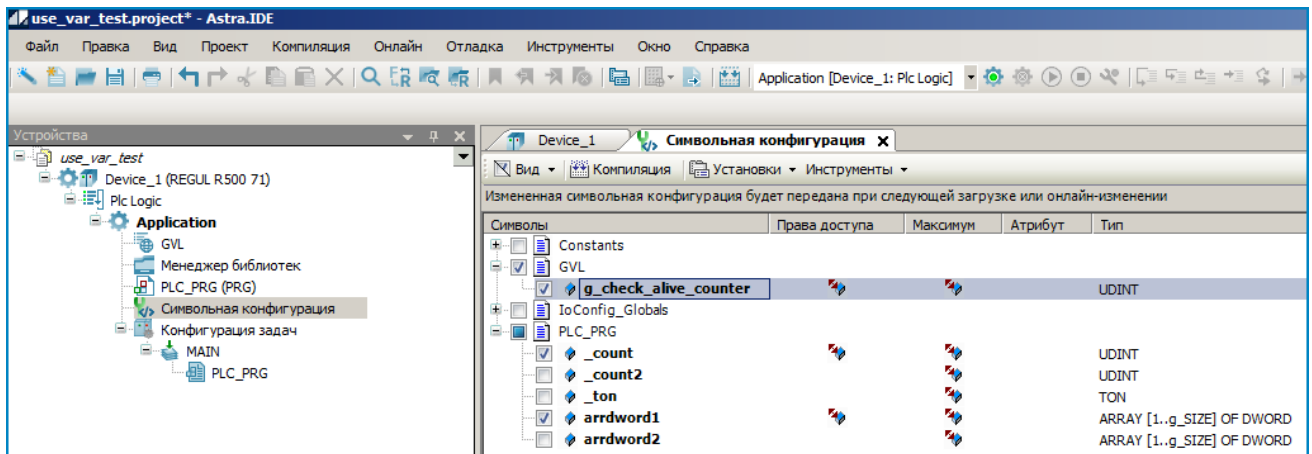 use_var_test.project* - Astra.IDE
Файл Правка Вид Проект Компиляция Онлайн Отладка Инструменты Окно Справка
Application [Device_1: Plc Logic]
Устройства
use_var_test
Device_1 (REGUL R500 71)
Plc Logic
Application
GVL
Менеджер библиотек
PLC_PRG (PRG)
Символьная конфигурация
Конфигурация задач
MAIN
PLC_PRG
Device_1 Символьная конфигурация X
Вид Компиляция Установки Инструменты
Измененная символьная конфигурация будет передана при следующей загрузке или онлайн-изменении
Символы Права доступа Максимум Атрибут Тип
Constants
GVL
g_check_alive_counter UDINT
IoConfig_Globals
PLC_PRG
_count UDINT
_count2 UDINT
_ton TON
arrdword1 ARRAY [1..g_SIZE] OF DWORD
arrdword2 ARRAY [1..g_SIZE] OF DWORD